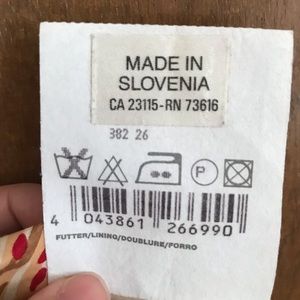 MADE IN
SLOVENIA
CA 23115-RN 73616
382 26
P
4 043861 266990
FUTTER/LINING/DOUBLURE/FORRO